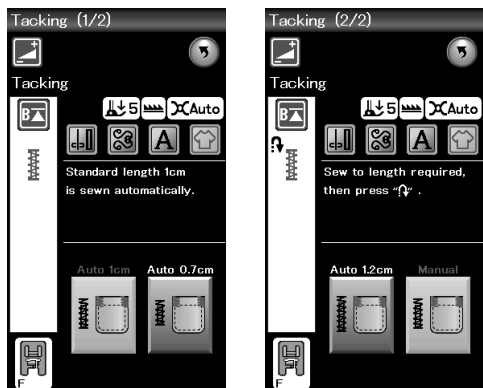 Tacking (1/2)
Tacking
B
5
Auto
A
Standard length 1cm
is sewn automatically.
Auto 1cm Auto 0.7cm
F
Tacking (2/2)
Tacking
B
5
Auto
A
Sew to length required,
then press “ ” .
Auto 1.2cm Manual
F